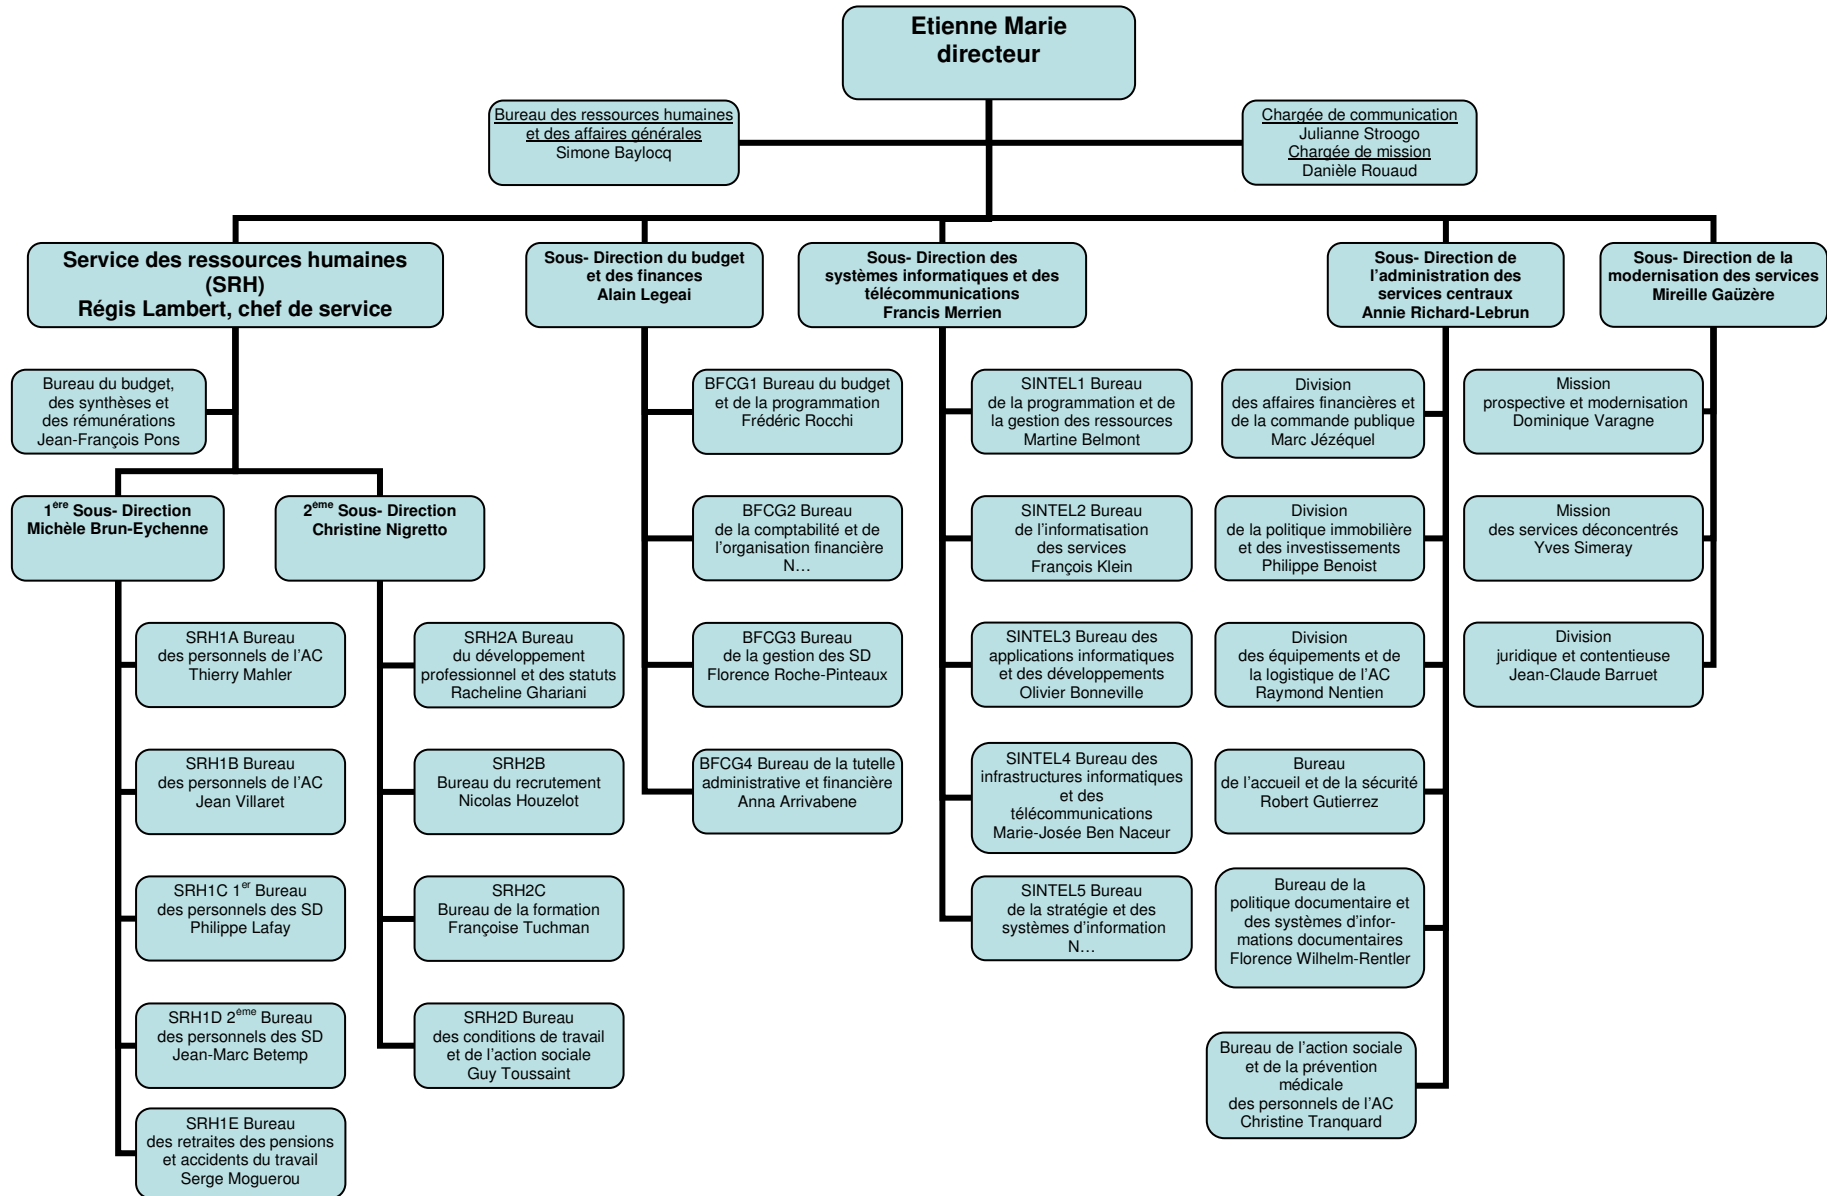 Etienne Marie
directeur
Bureau des ressources humaines
et des affaires générales
Simone Baylocq
Chargée de communication
Julianne Stroogo
Chargée de mission
Danièle Rouaud
Service des ressources humaines
(SRH)
Régis Lambert, chef de service
Sous- Direction du budget
et des finances
Alain Legeai
Sous- Direction des
systèmes informatiques et des
télécommunications
Francis Merrien
Sous- Direction de
l’administration des
services centraux
Annie Richard-Lebrun
Sous- Direction de la
modernisation des services
Mireille Gaüzère
Bureau du budget,
des synthèses et
des rémunérations
Jean-François Pons
1ère Sous- Direction
Michèle Brun-Eychenne
2ème Sous- Direction
Christine Nigretto
SRH1A Bureau
des personnels de l’AC
Thierry Mahler
SRH1B Bureau
des personnels de l’AC
Jean Villaret
SRH1C 1er Bureau
des personnels des SD
Philippe Lafay
SRH1D 2ème Bureau
des personnels des SD
Jean-Marc Betemp
SRH1E Bureau
des retraites des pensions
et accidents du travail
Serge Moguerou
SRH2A Bureau
du développement
professionnel et des statuts
Racheline Ghariani
SRH2B
Bureau du recrutement
Nicolas Houzelot
SRH2C
Bureau de la formation
Françoise Tuchman
SRH2D Bureau
des conditions de travail
et de l’action sociale
Guy Toussaint
BFCG1 Bureau du budget
et de la programmation
Frédéric Rocchi
BFCG2 Bureau
de la comptabilité et de
l’organisation financière
N…
BFCG3 Bureau
de la gestion des SD
Florence Roche-Pinteaux
BFCG4 Bureau de la tutelle
administrative et financière
Anna Arrivabene
SINTEL1 Bureau
de la programmation et de
la gestion des ressources
Martine Belmont
SINTEL2 Bureau
de l’informatisation
des services
François Klein
SINTEL3 Bureau des
applications informatiques
et des développements
Olivier Bonneville
SINTEL4 Bureau des
infrastructures informatiques
et des
télécommunications
Marie-Josée Ben Naceur
SINTEL5 Bureau
de la stratégie et des
systèmes d’information
N…
Division
des affaires financières et
de la commande publique
Marc Jézéquel
Division
de la politique immobilière
et des investissements
Philippe Benoist
Division
des équipements et de
la logistique de l’AC
Raymond Nentien
Bureau
de l’accueil et de la sécurité
Robert Gutierrez
Bureau de la
politique documentaire et
des systèmes d’infor-
mations documentaires
Florence Wilhelm-Rentler
Bureau de l’action sociale
et de la prévention
médicale
des personnels de l’AC
Christine Tranquard
Mission
prospective et modernisation
Dominique Varagne
Mission
des services déconcentrés
Yves Simeray
Division
juridique et contentieuse
Jean-Claude Barruet